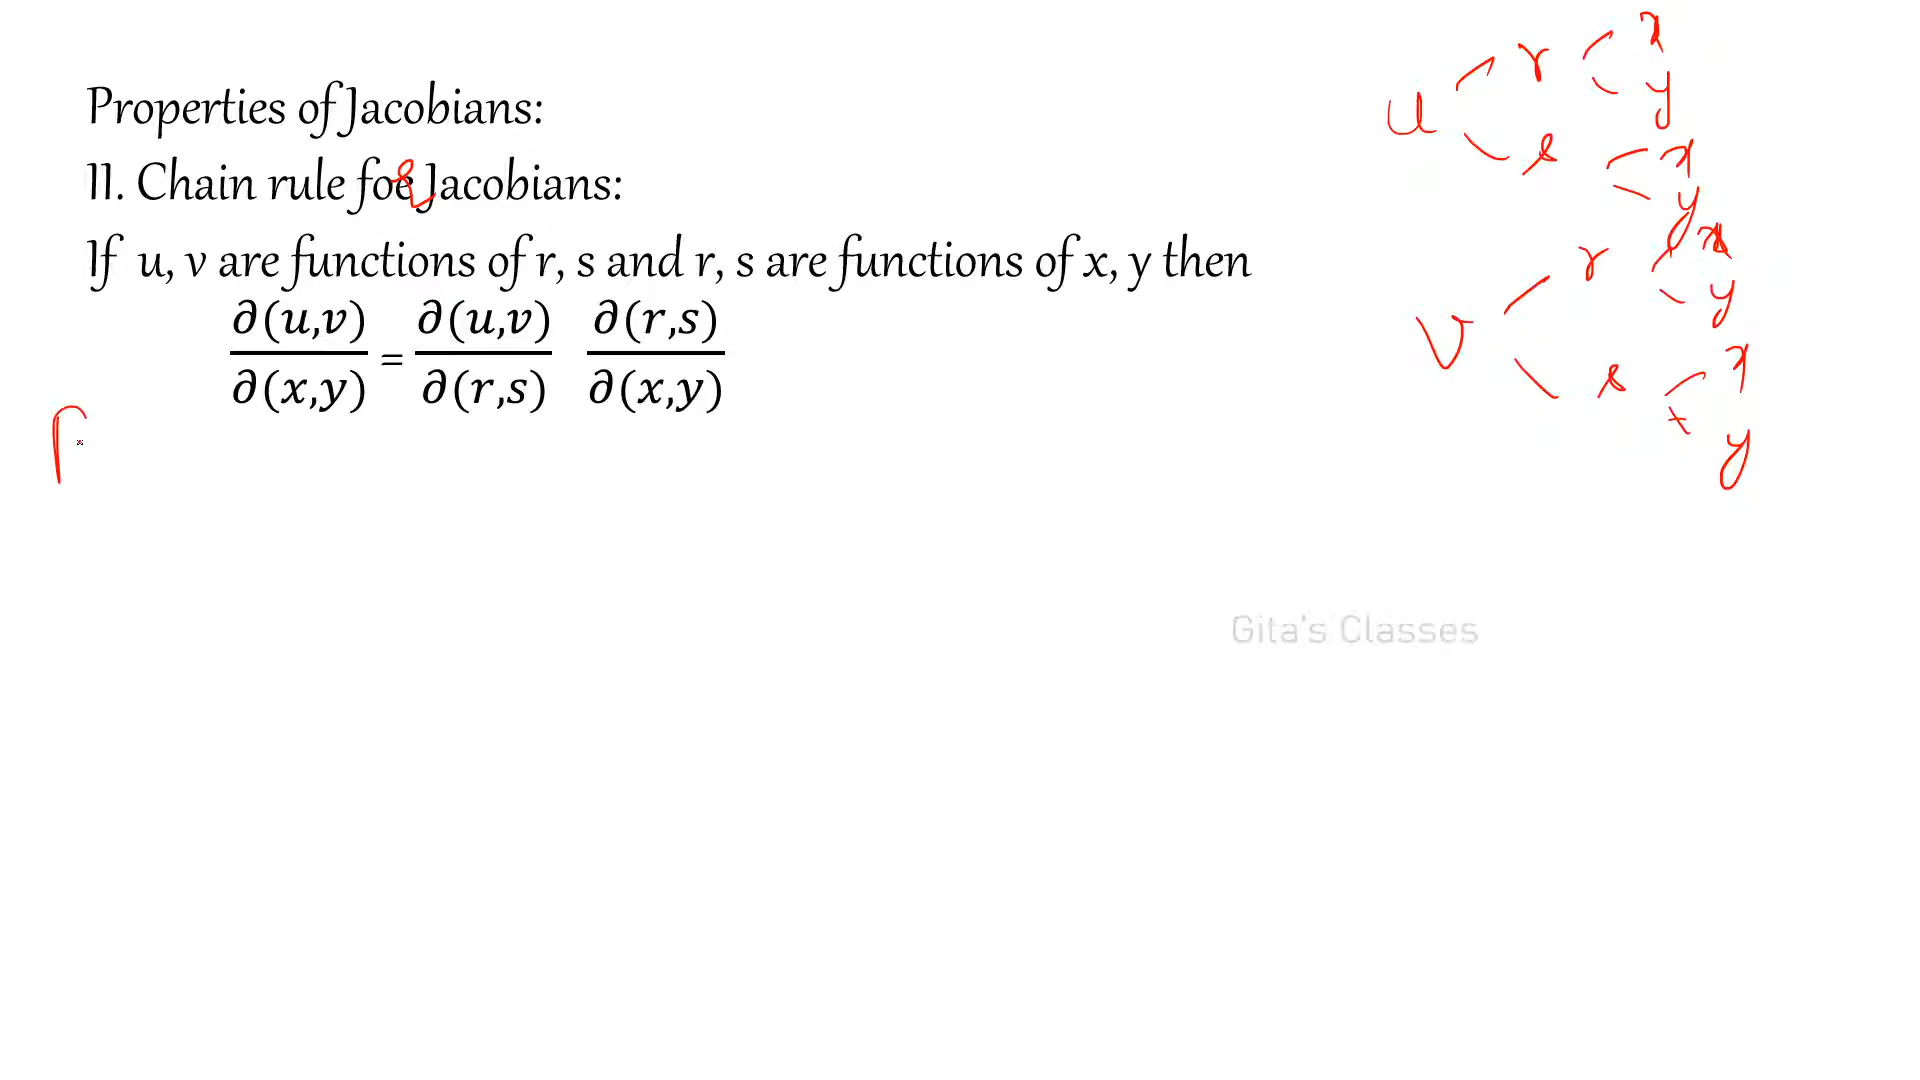 Properties of Jacobians:
II. Chain rule foe Jacobians:
If u, v are functions of r, s and r, s are functions of x, y then
∂(u,v)/∂(x,y) = ∂(u,v)/∂(r,s) ∂(r,s)/∂(x,y)
u
r
x
y
s
x
y
v
r
x
y
s
x
y
Gita's Classes